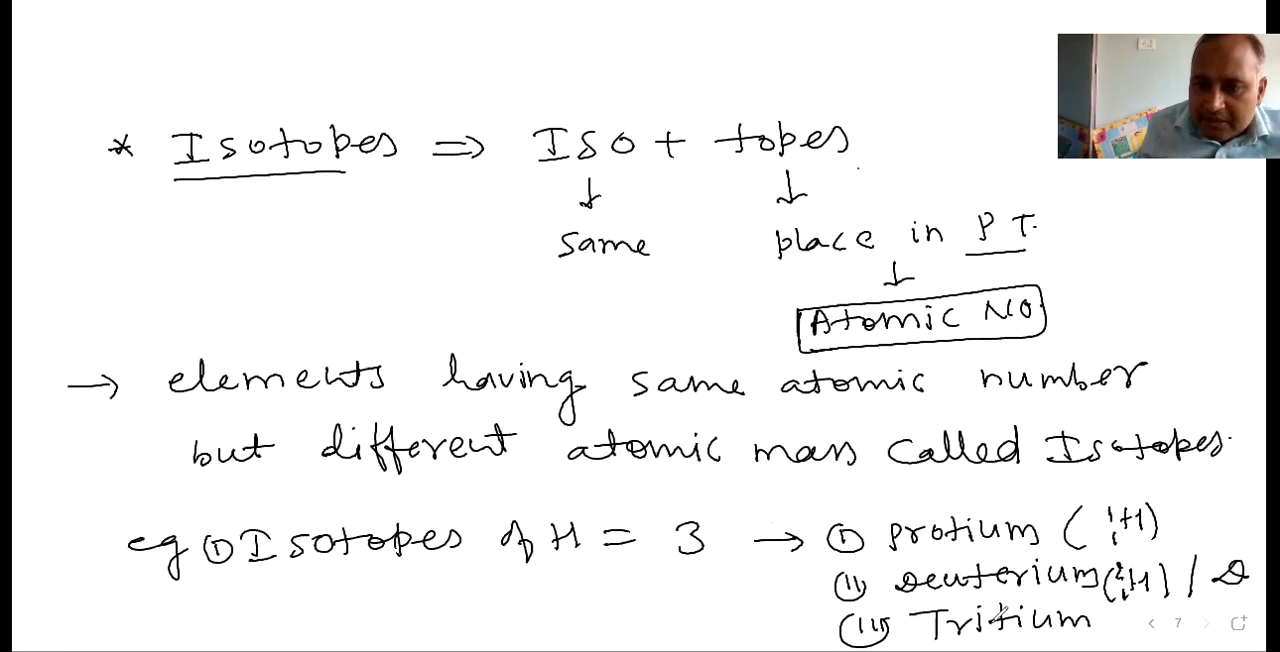 * Isotopes ⇒ ISO + topes
↓ ↓
Same place in P T.
↓
Atomic NO
→ elements having same atomic number
but different atomic mass called Isotopes.
eg ① Isotopes of H = 3 → (i) protium (¹₁H)
(ii) Deuterium (²₁H) / D
(iii) Tritium
< 7 >